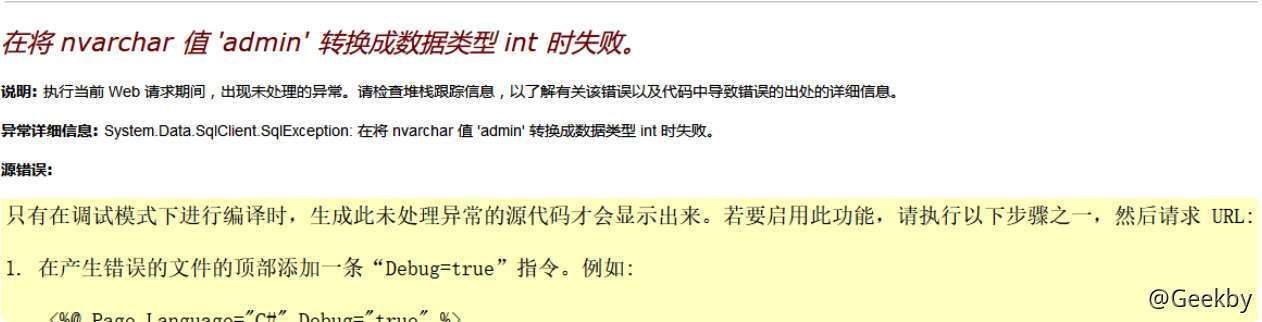 在将 nvarchar 值 'admin' 转换成数据类型 int 时失败。
说明: 执行当前 Web 请求期间，出现未处理的异常。请检查堆栈跟踪信息，以了解有关该错误以及代码中导致错误的出处的详细信息。
异常详细信息: System.Data.SqlClient.SqlException: 在将 nvarchar 值 'admin' 转换成数据类型 int 时失败。
源错误:
只有在调试模式下进行编译时，生成此未处理异常的源代码才会显示出来。若要启用此功能，请执行以下步骤之一，然后请求 URL:
1. 在产生错误的文件的顶部添加一条“Debug=true”指令。例如:
<%@ Page Language="C#" Debug="true" %>
@Geekby